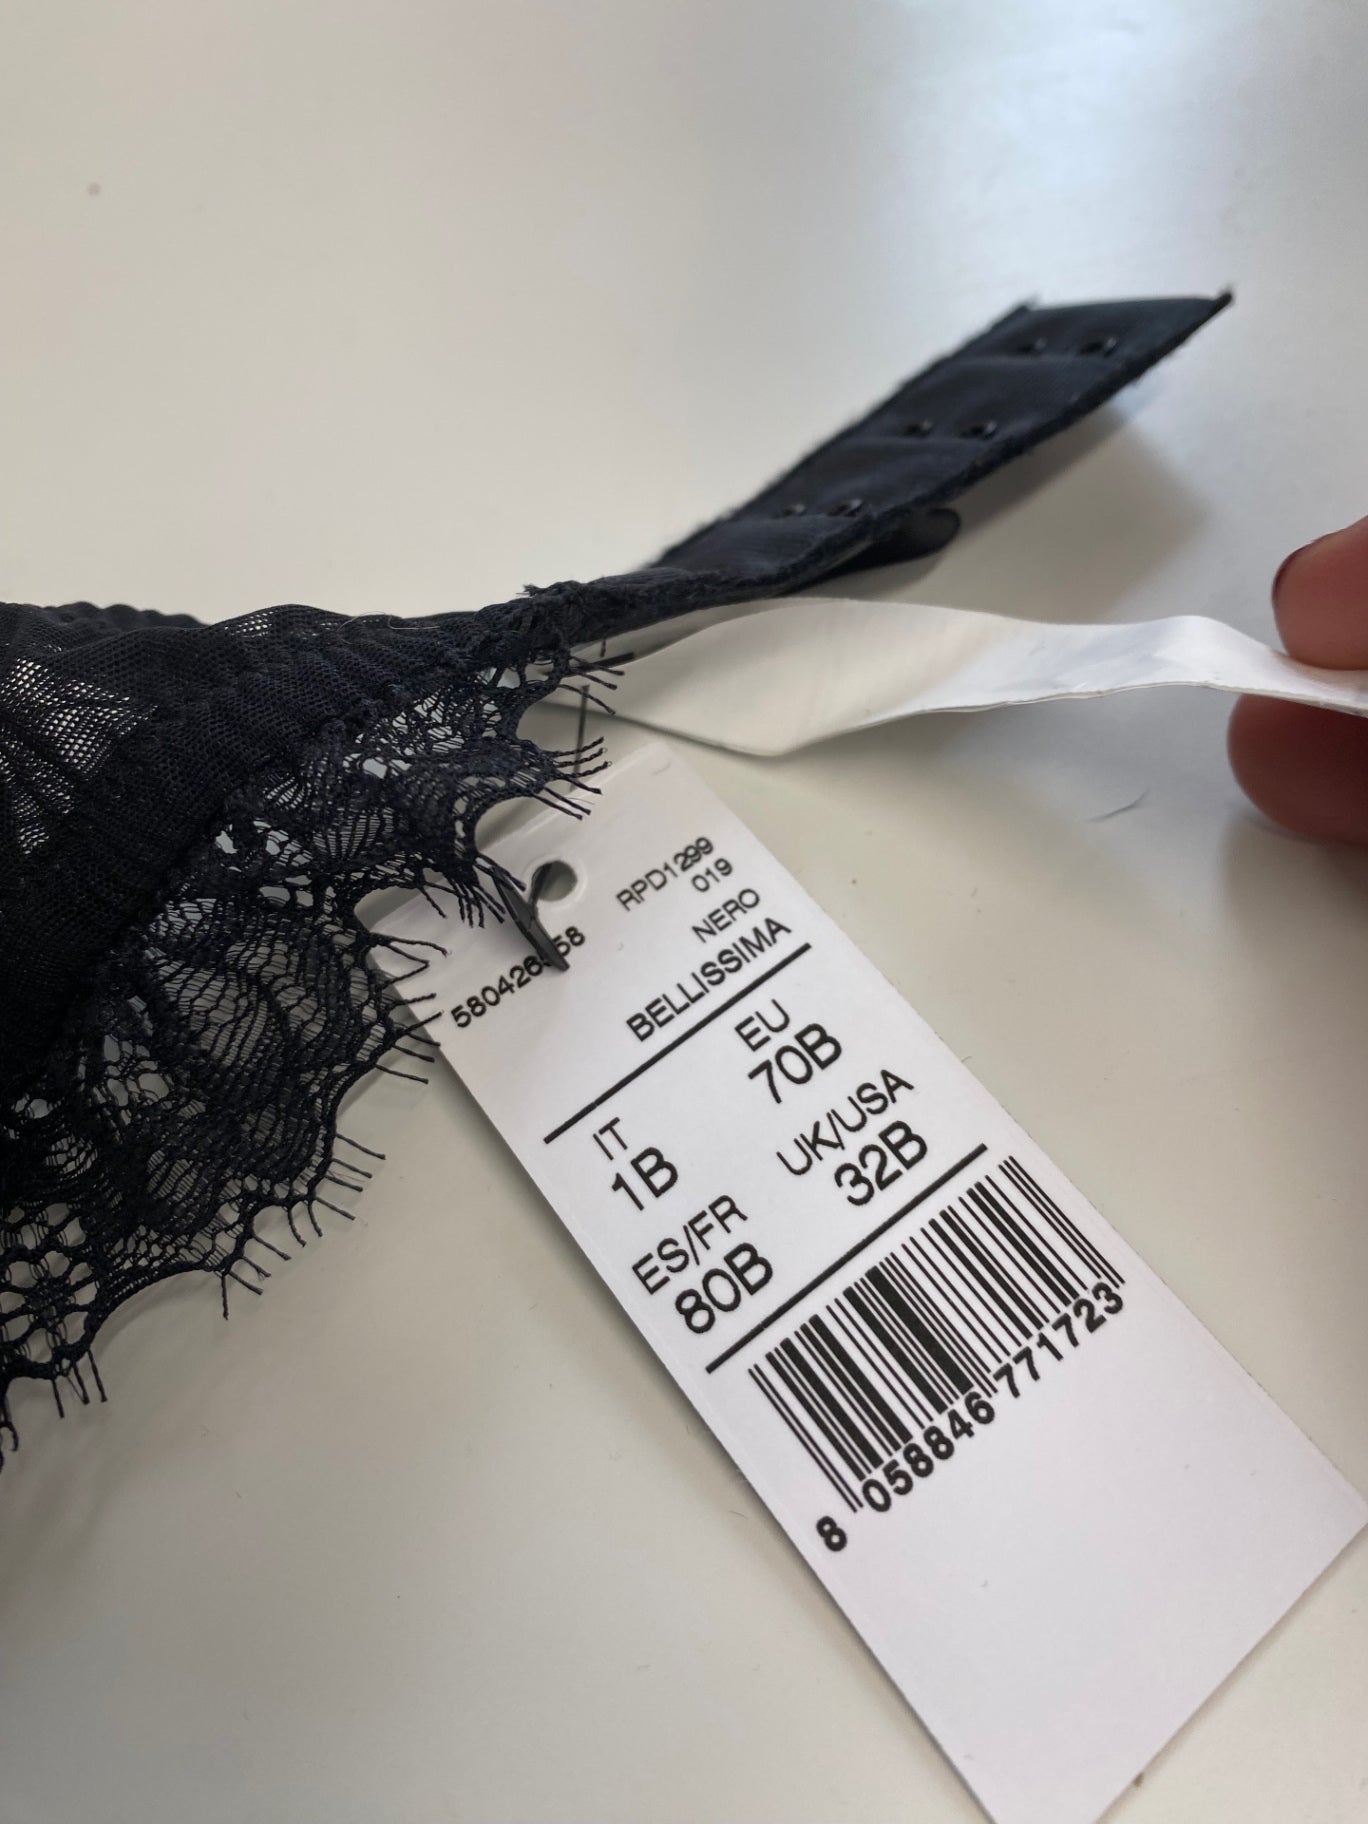 RPD1299
019
NERO
BELLISSIMA
IT
1B
EU
70B
ES/FR
80B
UK/USA
32B
8 058846 771723